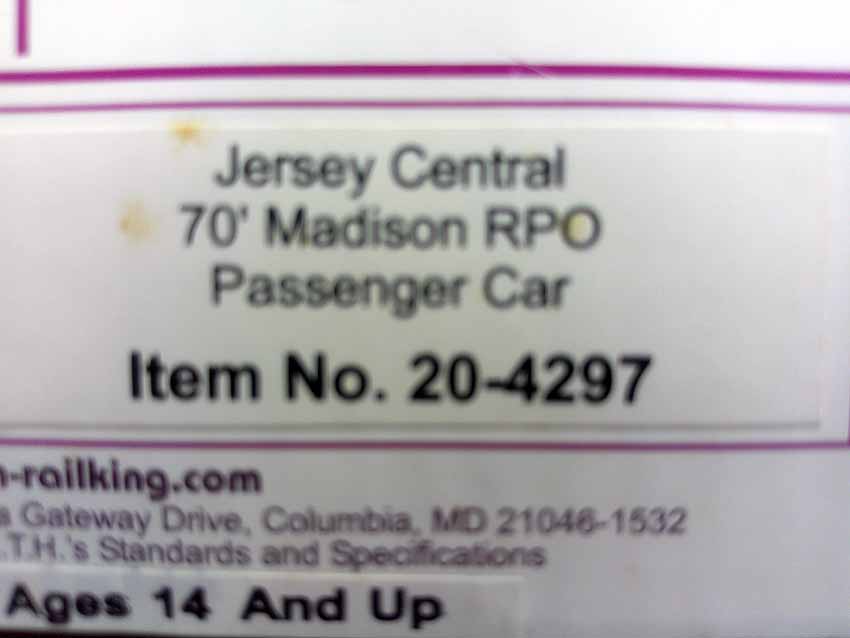 Jersey Central
70' Madison RPO
Passenger Car
Item No. 20-4297
-railking.com
Gateway Drive, Columbia, MD 21046-1532
.T.H.'s Standards and Specifications
Ages 14 And Up